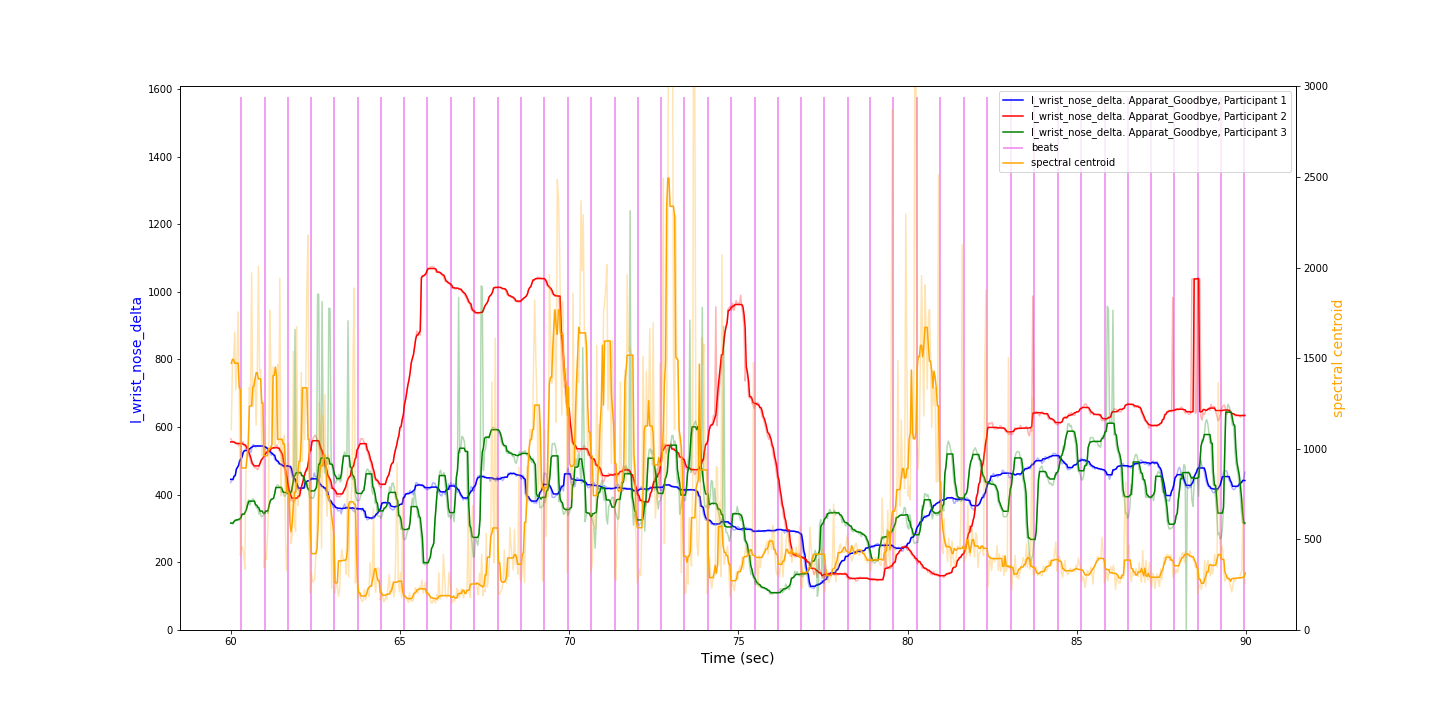 1600
1400
1200
1000
800
600
400
200
0
l_wrist_nose_delta
3000
2500
2000
1500
1000
500
0
spectral centroid
l_wrist_nose_delta. Apparat_Goodbye, Participant 1
l_wrist_nose_delta. Apparat_Goodbye, Participant 2
l_wrist_nose_delta. Apparat_Goodbye, Participant 3
beats
spectral centroid
60
65
70
75
80
85
90
Time (sec)